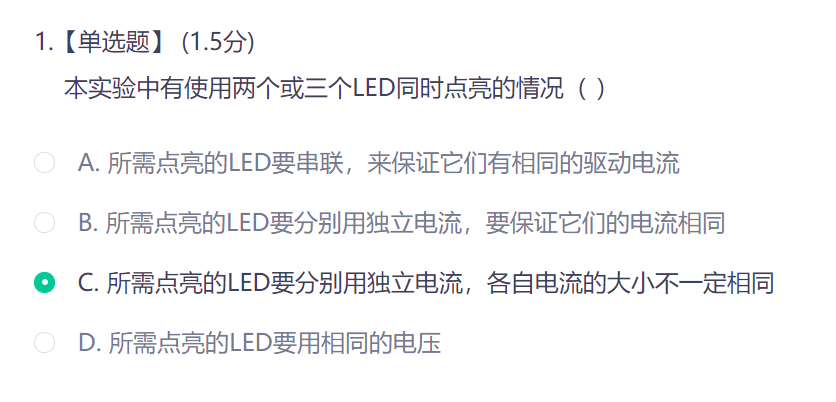 1.【单选题】 (1.5分)
本实验中有使用两个或三个LED同时点亮的情况（ ）
A. 所需点亮的LED要串联，来保证它们有相同的驱动电流
B. 所需点亮的LED要分别用独立电流，要保证它们的电流相同
C. 所需点亮的LED要分别用独立电流，各自电流的大小不一定相同
D. 所需点亮的LED要用相同的电压